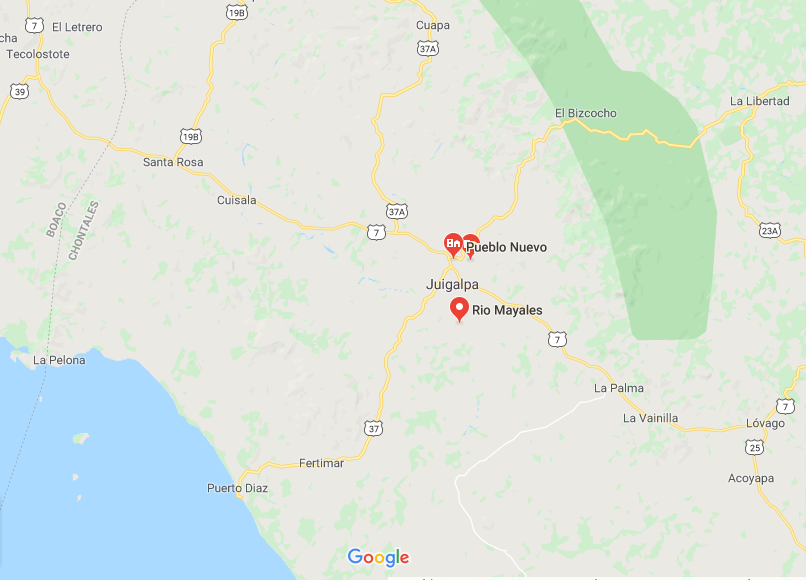 19B
7
El Letrero
Cuapa
cha
Tecolostote
37A
39
La Libertad
El Bizcocho
19B
Santa Rosa
Cuisala
BOACO
CHONTALES
37A
7
23A
Pueblo Nuevo
Juigalpa
Rio Mayales
7
La Pelona
La Palma
7
La Vainilla
Lóvago
37
25
Fertimar
Acoyapa
Puerto Diaz
Google